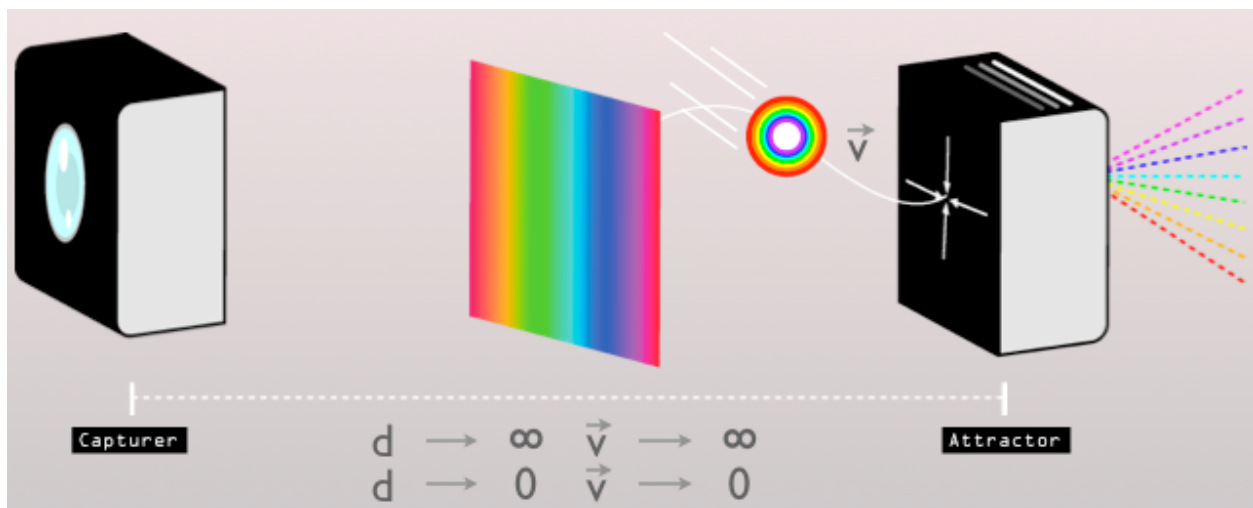 v
Capturer
Attractor
d → ∞ v → ∞
d → 0 v → 0